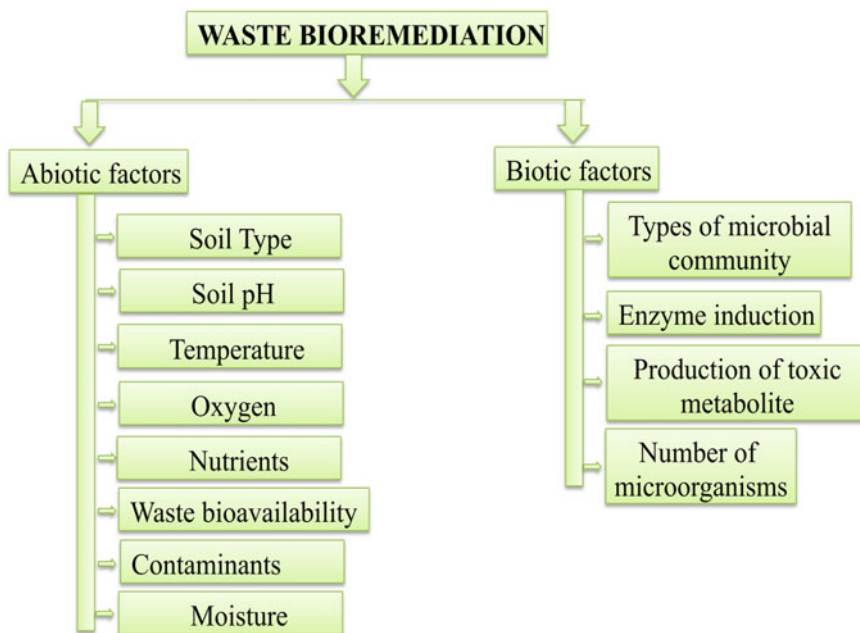 WASTE BIOREMEDIATION
Abiotic factors
Soil Type
Soil pH
Temperature
Oxygen
Nutrients
Waste bioavailability
Contaminants
Moisture
Biotic factors
Types of microbial
community
Enzyme induction
Production of toxic
metabolite
Number of
microorganisms